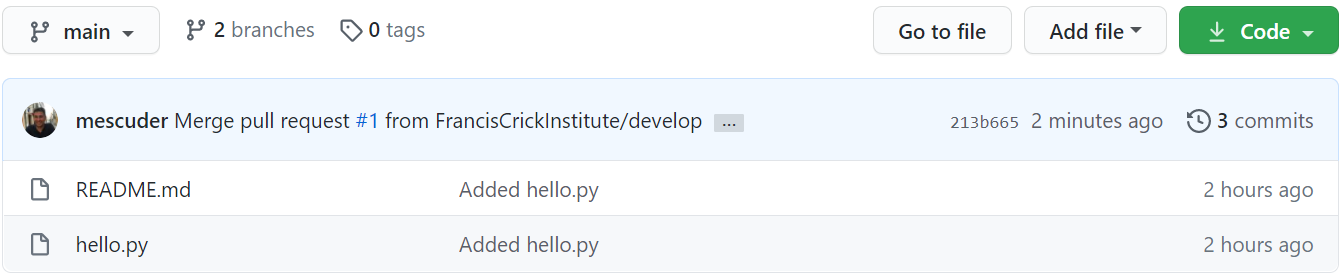 main 2 branches 0 tags Go to file Add file Code
mescuder Merge pull request #1 from FrancisCrickInstitute/develop ... 213b665 2 minutes ago 3 commits
README.md Added hello.py 2 hours ago
hello.py Added hello.py 2 hours ago